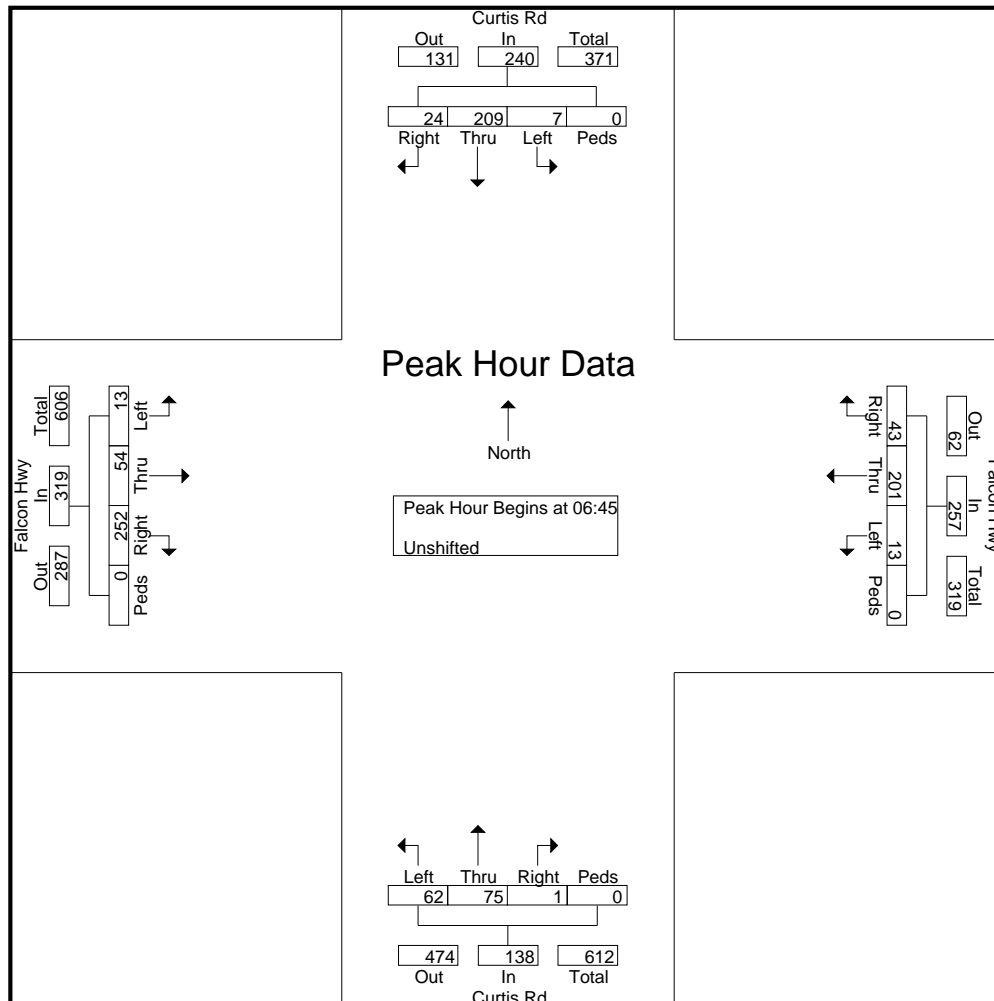 Curtis Rd
Out In Total
131 240 371
24 209 7 0
Right Thru Left Peds
Peak Hour Data
North
Peak Hour Begins at 06:45
Unshifted
Falcon Hwy
Total In Out
606 319 287
13 54 252 0
Left Thru Right Peds
Right Thru Left Peds
43 201 13 0
Out In Total
62 257 319
Falcon Hwy
Left Thru Right Peds
62 75 1 0
474 138 612
Out In Total
Curtis Rd